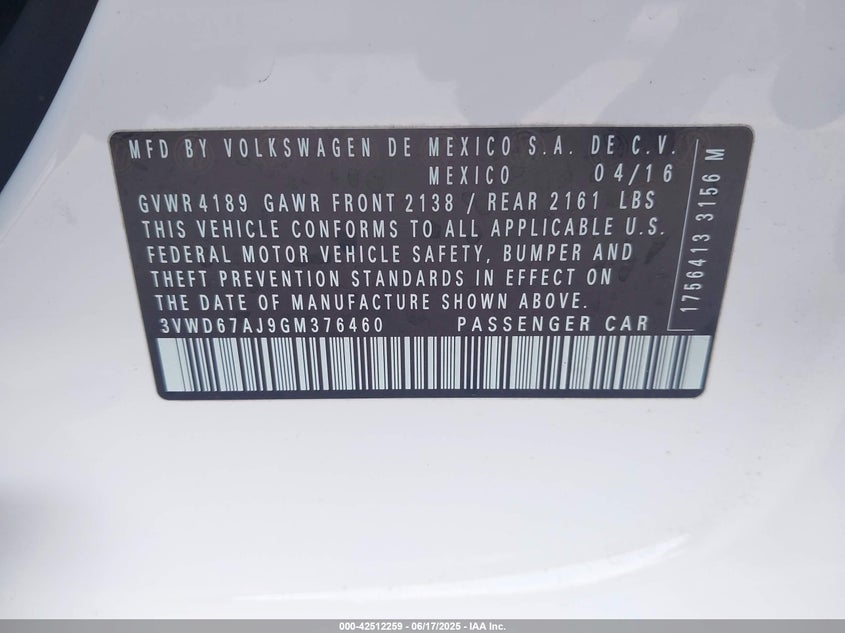 MFD BY VOLKSWAGEN DE MEXICO S.A. DE C.V.
MEXICO 04/16
GVWR 4189 GAWR FRONT 2138 / REAR 2161 LBS
THIS VEHICLE CONFORMS TO ALL APPLICABLE U.S.
FEDERAL MOTOR VEHICLE SAFETY, BUMPER AND
THEFT PREVENTION STANDARDS IN EFFECT ON
THE DATE OF MANUFACTURE SHOWN ABOVE.
3VWD67AJ9GM376460 PASSENGER CAR
1756413 3156 M
000-42512259 | 06/17/2025 - IAA Inc.